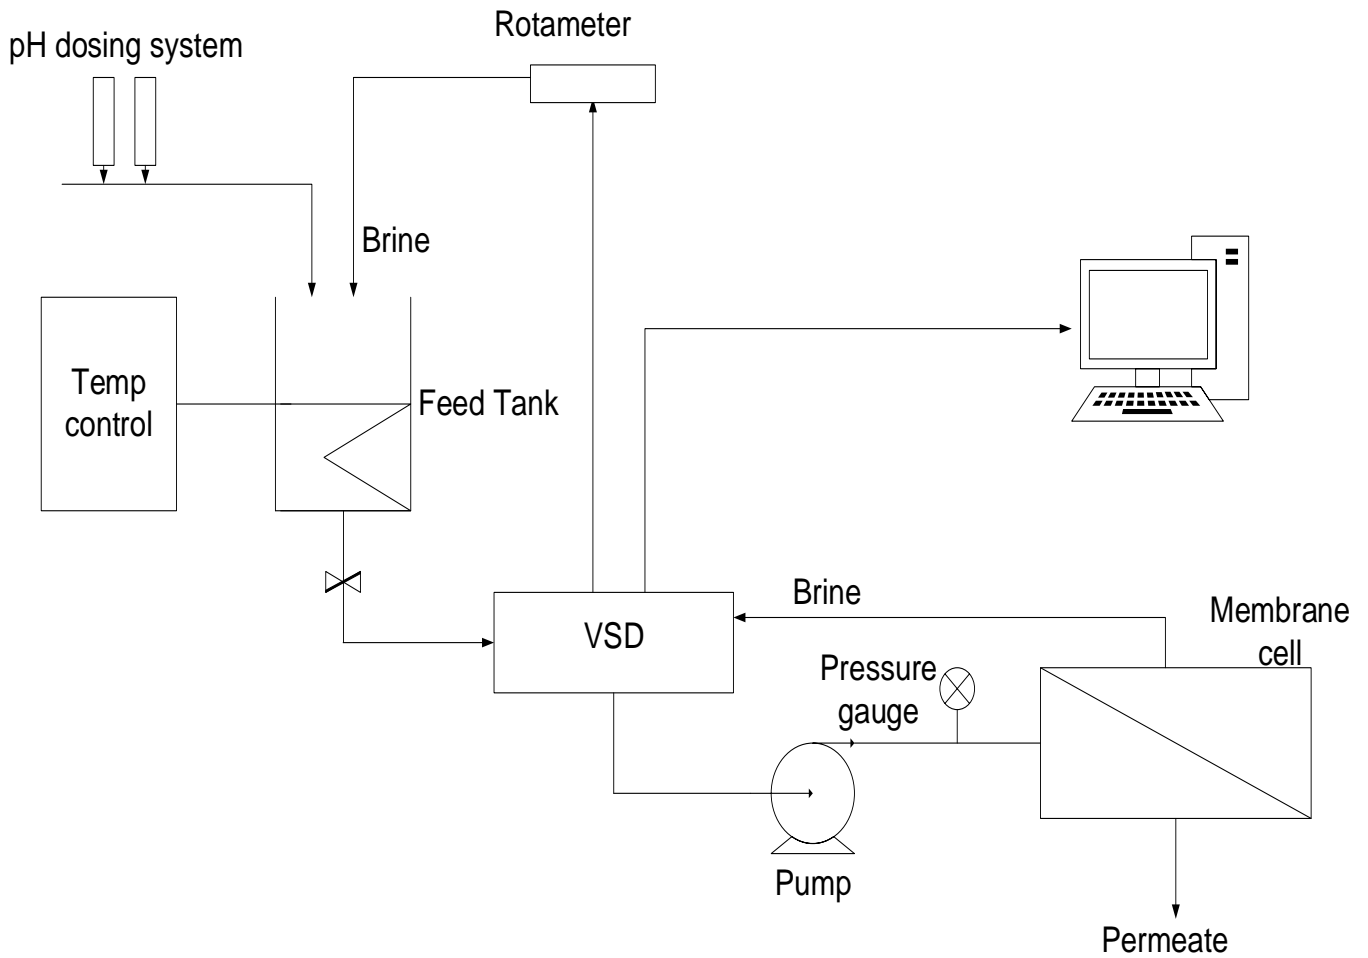 Rotameter
pH dosing system
Brine
Temp
control
Feed Tank
Brine
VSD
Membrane
cell
Pressure
gauge
Pump
Permeate